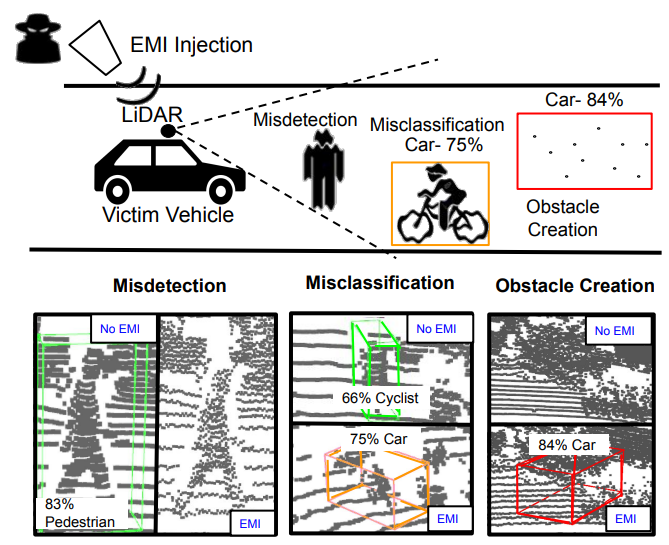 EMI Injection
LiDAR
Car- 84%
Misdetection
Misclassification
Car- 75%
Victim Vehicle
Obstacle
Creation
Misdetection
Misclassification
Obstacle Creation
No EMI
No EMI
No EMI
66% Cyclist
75% Car
84% Car
83%
Pedestrian
EMI
EMI
EMI